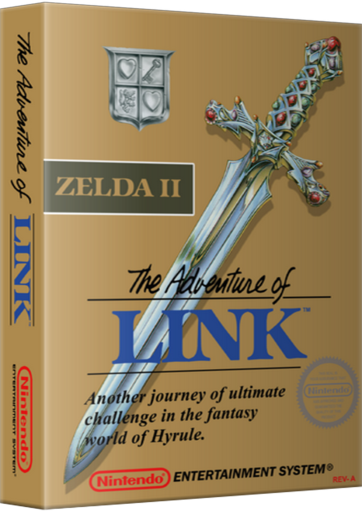 The Adventure of
LINK
Nintendo
ENTERTAINMENT SYSTEM®
ZELDA II
The Adventure of
LINK™
Another journey of ultimate
challenge in the fantasy
world of Hyrule.
Nintendo ENTERTAINMENT SYSTEM®
REV-A